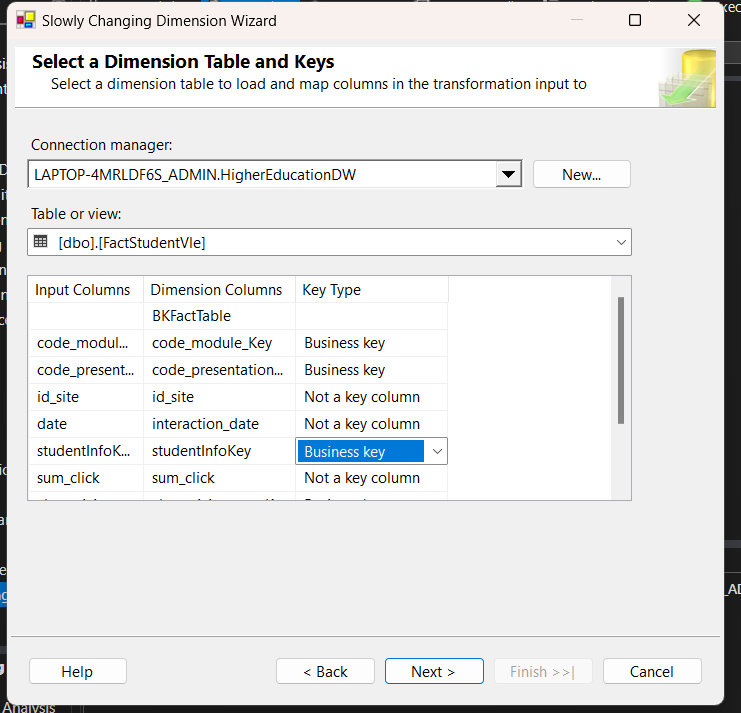 Slowly Changing Dimension Wizard
Select a Dimension Table and Keys
Select a dimension table to load and map columns in the transformation input to
Connection manager:
LAPTOP-4MRLDF6S_ADMIN.HigherEducationDW
New...
Table or view:
[dbo].[FactStudentVle]
Input Columns Dimension Columns Key Type
BKFactTable
code_modul... code_module_Key Business key
code_present... code_presentation... Business key
id_site id_site Not a key column
date interaction_date Not a key column
studentInfoK... studentInfoKey Business key
sum_click sum_click Not a key column
Help < Back Next > Finish >>| Cancel
Analysis